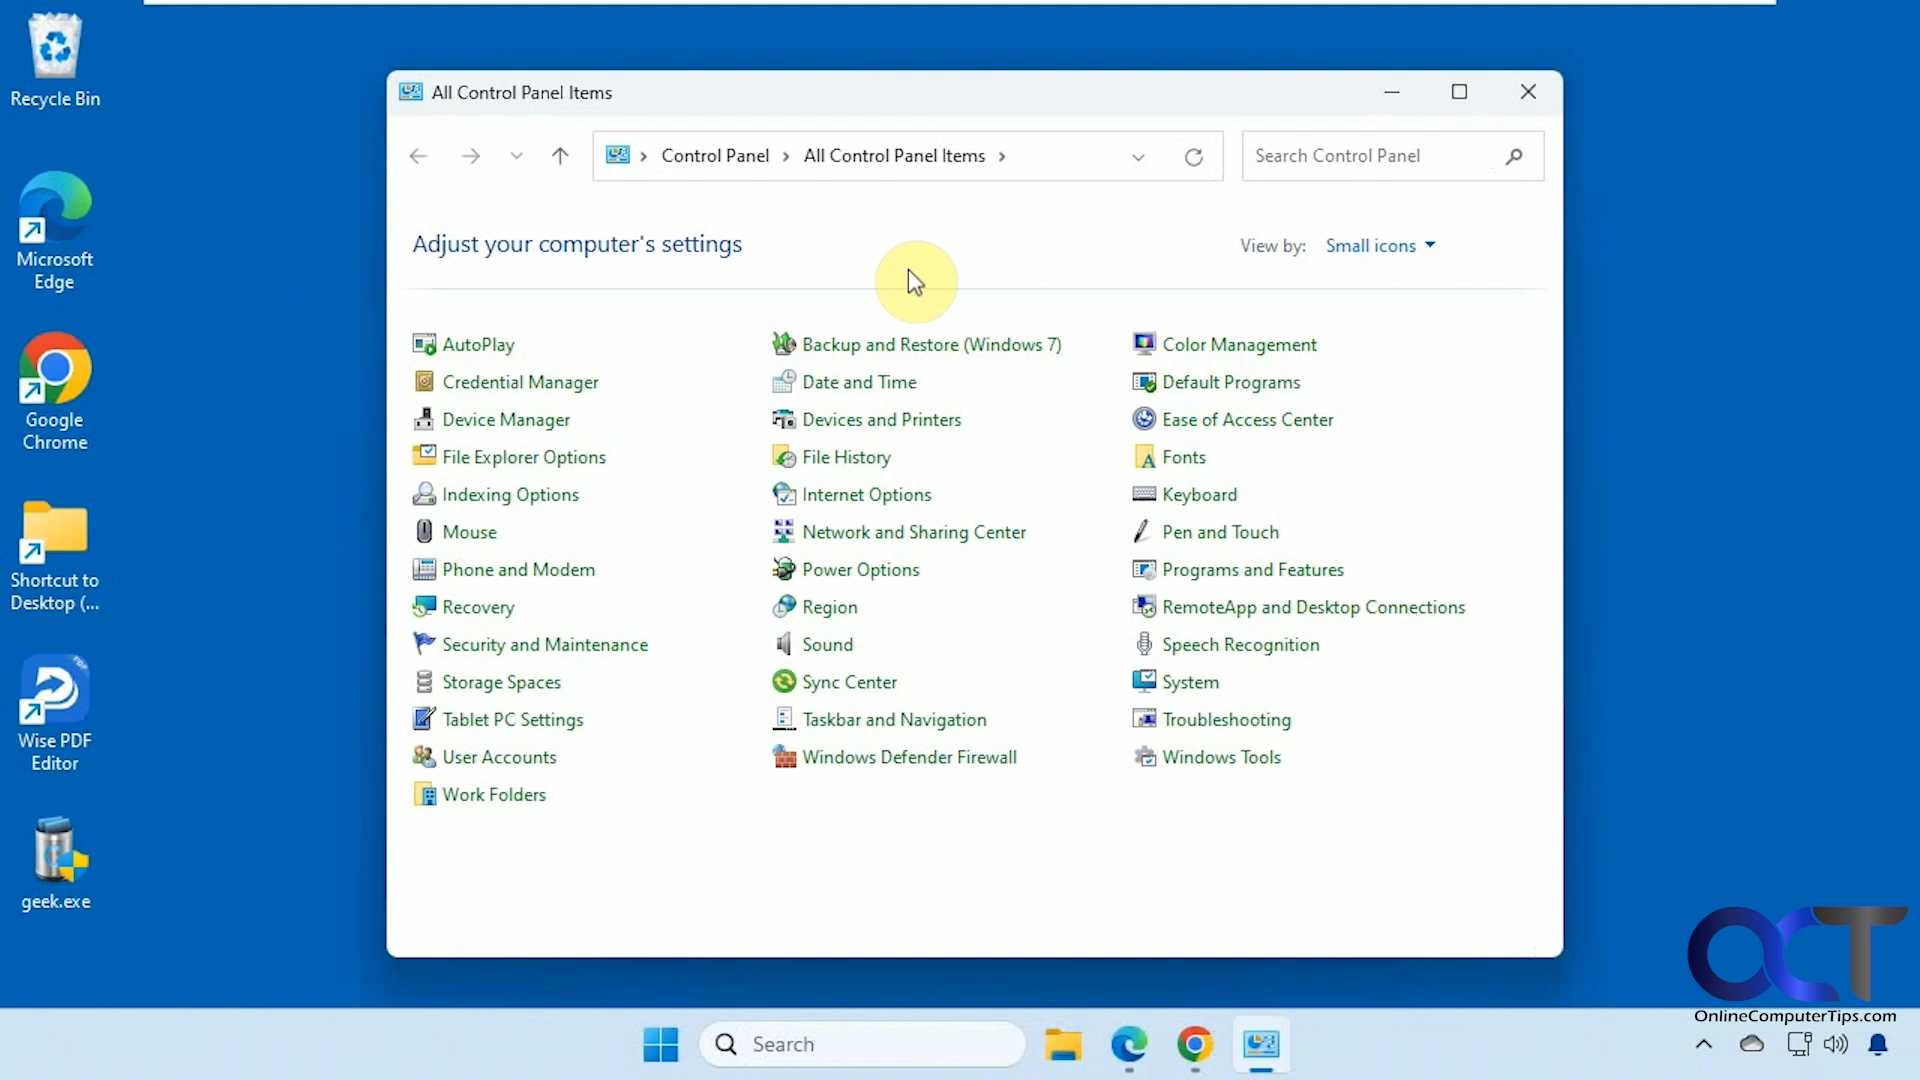 Recycle Bin
Microsoft
Edge
Google
Chrome
Shortcut to
Desktop (...
Wise PDF
Editor
geek.exe
All Control Panel Items
Control Panel
All Control Panel Items
Search Control Panel
Adjust your computer's settings
View by: Small icons
AutoPlay
Backup and Restore (Windows 7)
Color Management
Credential Manager
Date and Time
Default Programs
Device Manager
Devices and Printers
Ease of Access Center
File Explorer Options
File History
Fonts
Indexing Options
Internet Options
Keyboard
Mouse
Network and Sharing Center
Pen and Touch
Phone and Modem
Power Options
Programs and Features
Recovery
Region
RemoteApp and Desktop Connections
Security and Maintenance
Sound
Speech Recognition
Storage Spaces
Sync Center
System
Tablet PC Settings
Taskbar and Navigation
Troubleshooting
User Accounts
Windows Defender Firewall
Windows Tools
Work Folders
OCT
OnlineComputerTips.com
Search